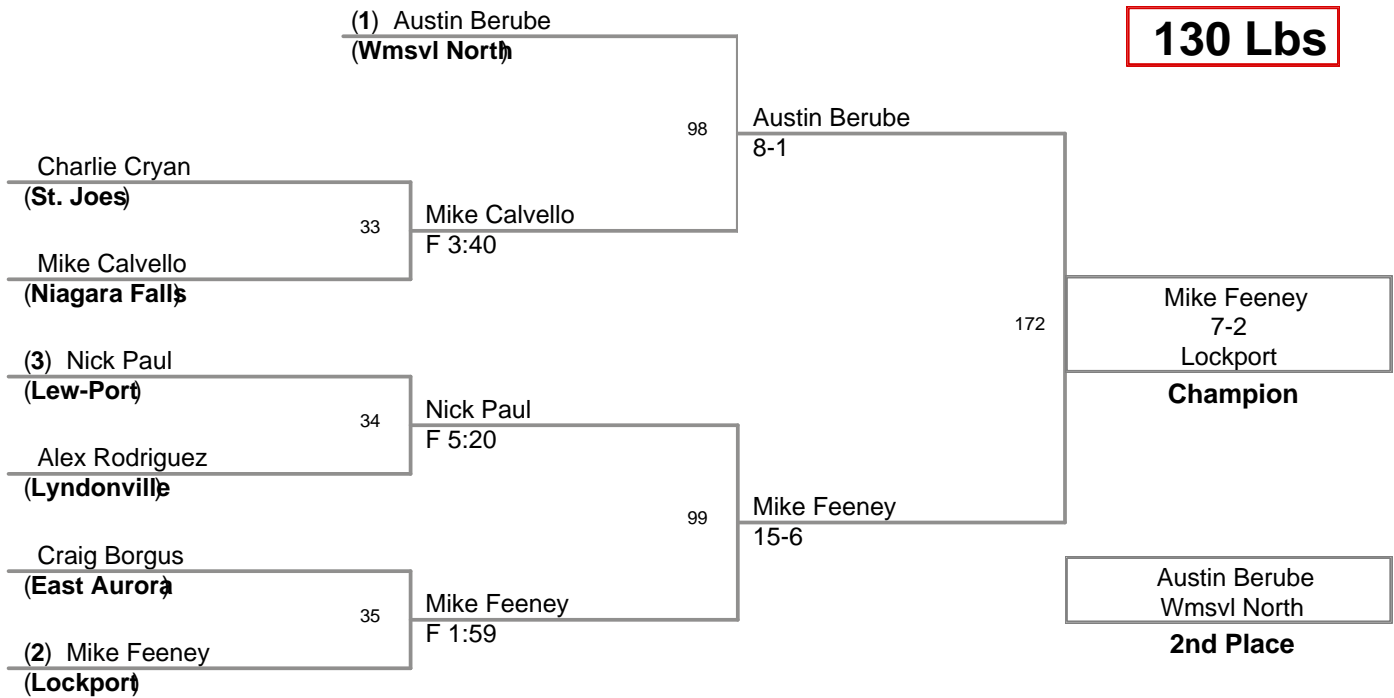 (1) Austin Berube
(Wmsvl North)
130 Lbs
98
Austin Berube
8-1
Charlie Cryan
(St. Joes)
33
Mike Calvello
F 3:40
Mike Calvello
(Niagara Falls)
172
Mike Feeney
7-2
Lockport
Champion
(3) Nick Paul
(Lew-Port)
34
Nick Paul
F 5:20
Alex Rodriguez
(Lyndonville)
99
Mike Feeney
15-6
Craig Borgus
(East Aurora)
35
Mike Feeney
F 1:59
(2) Mike Feeney
(Lockport)
Austin Berube
Wmsvl North
2nd Place